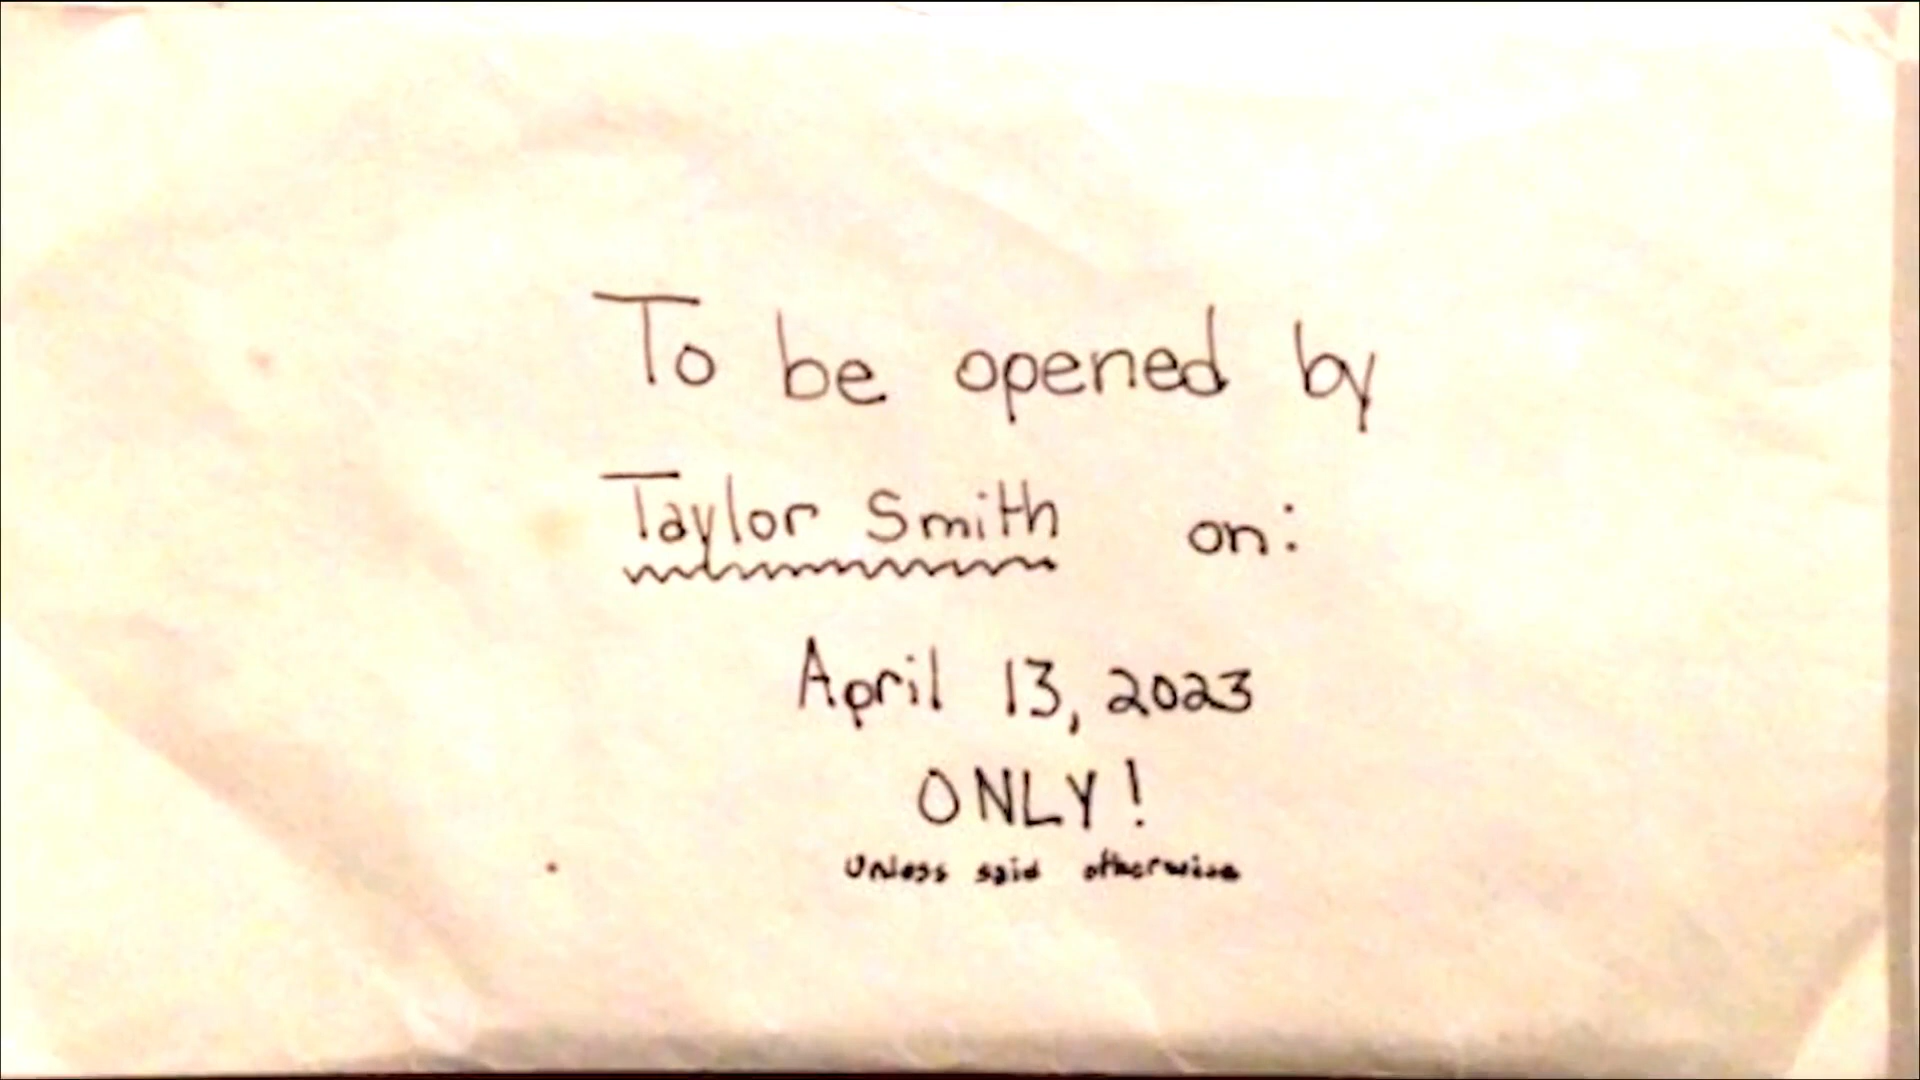 To be opened by
Taylor Smith on:
April 13, 2023
ONLY!
unless said otherwise